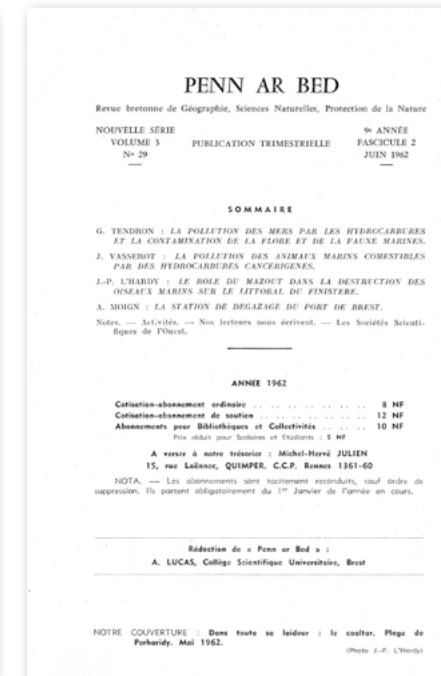 PENN AR BED
Revue bretonne de Géographie, Sciences Naturelles, Protection de la Nature
NOUVELLE SÉRIE
VOLUME 3
N° 29
PUBLICATION TRIMESTRIELLE
9e ANNÉE
FASCICULE 2
JUIN 1962
SOMMAIRE
G. TENDRON : LA POLLUTION DES MERS PAR LES HYDROCARBURES
ET LA CONTAMINATION DE LA FLORE ET DE LA FAUNE MARINES.
J. VASSEROT : LA POLLUTION DES ANIMAUX MARINS COMESTIBLES
PAR DES HYDROCARBURES CANCERIGENES.
J.-P. L'HARDY : LE ROLE DU MAZOUT DANS LA DESTRUCTION DES
OISEAUX MARINS SUR LE LITTORAL DU FINISTERE.
A. MOIGN : LA STATION DE DEGAZAGE DU PORT DE BREST.
Notes. — Activités. — Nos lecteurs nous écrivent. — Les Sociétés Scienti-
fiques de l'Ouest.
ANNÉE 1962
Cotisation-abonnement ordinaire .. .. .. .. .. .. .. 8 NF
Cotisation-abonnement de soutien .. .. .. .. .. .. .. 12 NF
Abonnements pour Bibliothèques et Collectivités .. .. .. 10 NF
Prix réduit pour Scolaires et Etudiants : 5 NF
A verser à notre trésorier : Michel-Hervé JULIEN
15, rue Laënnec, QUIMPER. C.C.P. Rennes 1361-60
NOTA. — Les abonnements sont tacitement reconduits, sauf ordre de
suppression. Ils partent obligatoirement du 1er Janvier de l'année en cours.
Rédaction de « Penn ar Bed » :
A. LUCAS, Collège Scientifique Universitaire, Brest
NOTRE COUVERTURE : Dans toute sa laideur : le coaltar. Plage de
Perharidy. Mai 1962.
(Photo J.-P. L'Hardy)